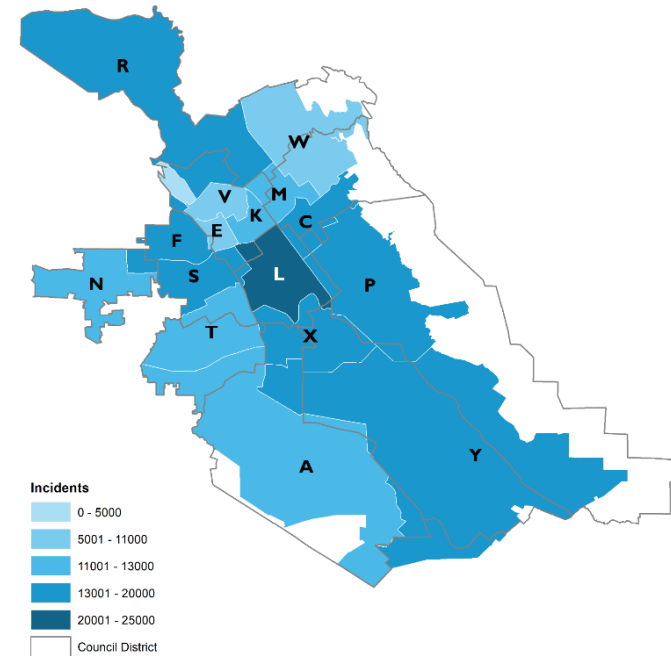 R
W
V
M
K
C
E
F
L
N
S
P
T
X
A
Y
Incidents
0 - 5000
5001 - 11000
11001 - 13000
13001 - 20000
20001 - 25000
Council District